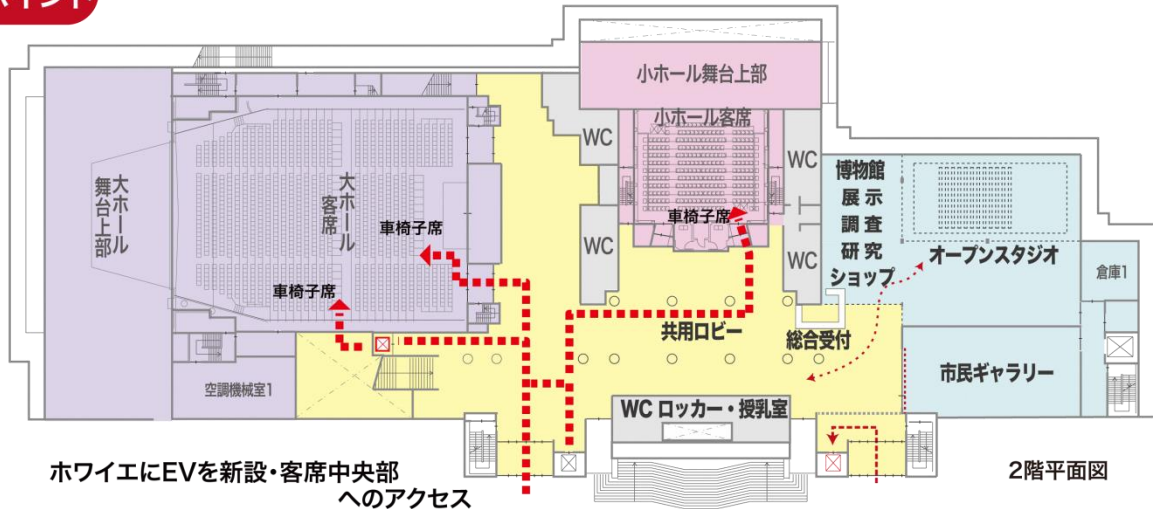 イント
小ホール舞台上部
小ホール客席
WC
WC
大ホール
舞台上部
大ホール
客席
車椅子席
車椅子席
車椅子席
WC
WC
博物館
展示
調査
研究
ショップ
オープンスタジオ
倉庫1
共用ロビー
総合受付
市民ギャラリー
空調機械室1
WC ロッカー・授乳室
ホワイエにEVを新設・客席中央部
へのアクセス
2階平面図